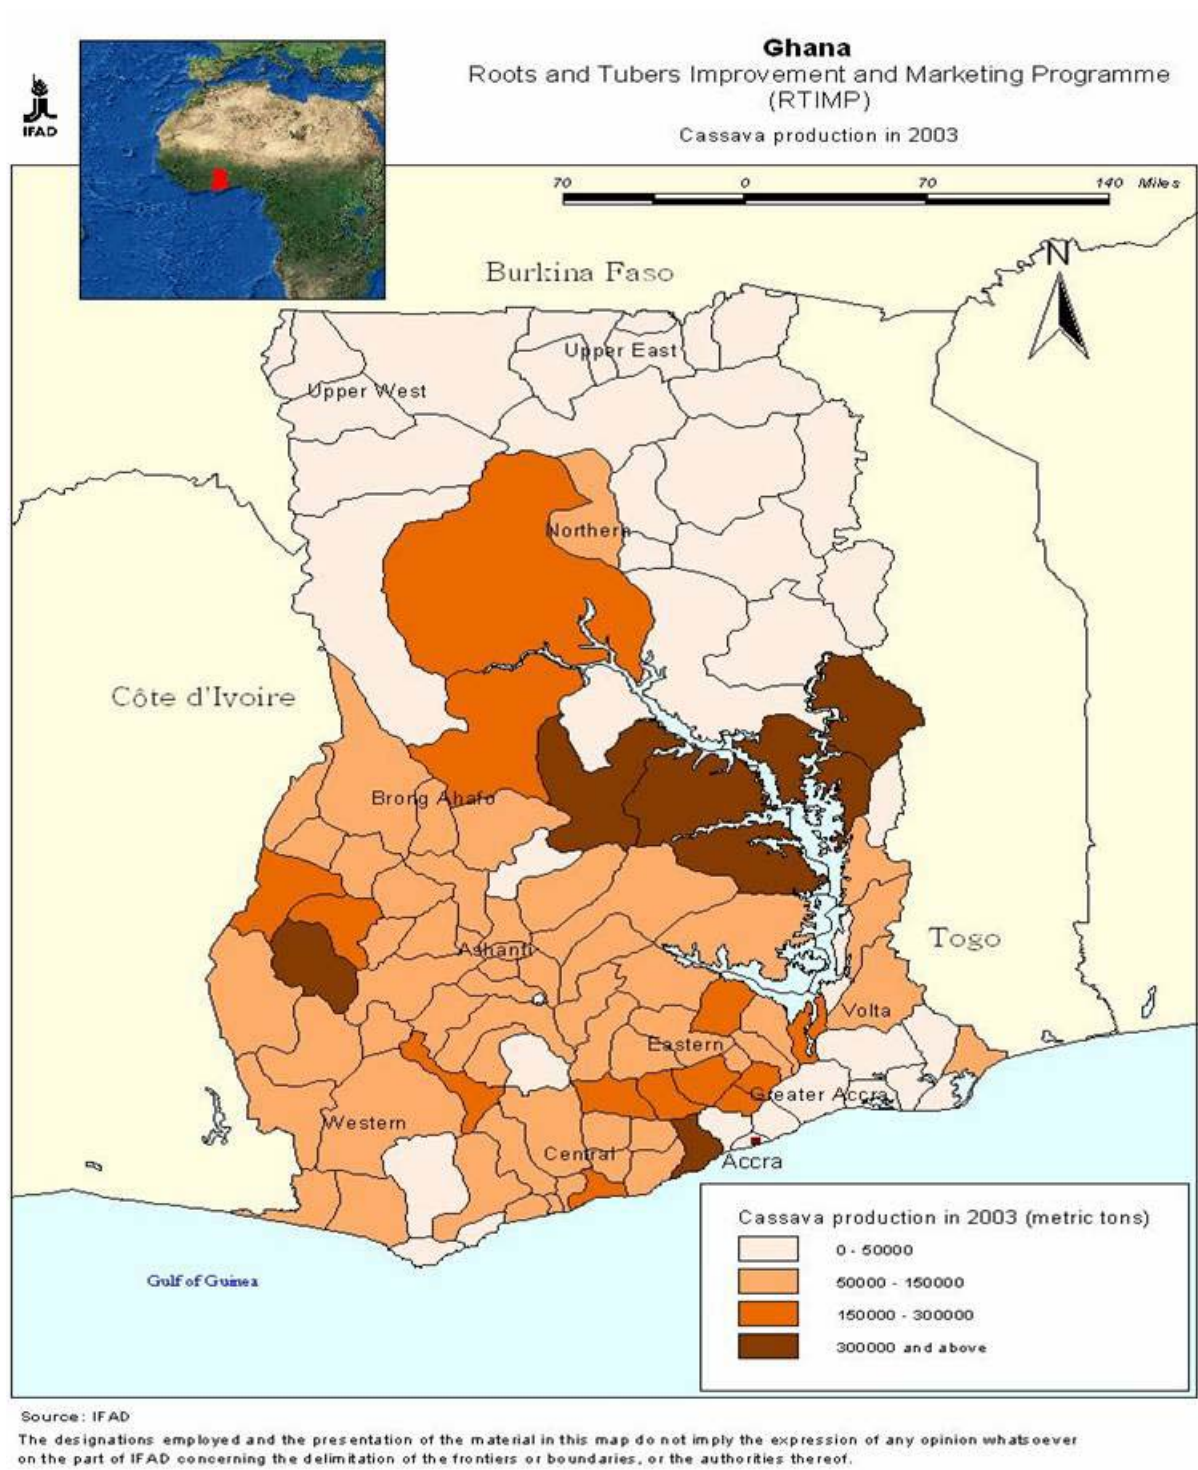 IFAD
Ghana
Roots and Tubers Improvement and Marketing Programme
(RTIMP)
Cassava production in 2003
70 0 70 140 Miles
N
Burkina Faso
Upper East
Upper West
Northern
Côte d'Ivoire
Brong Ahafo
Ashanti
Togo
Volta
Eastern
Greater Accra
Western
Central
Accra
Gulf of Guinea
Cassava production in 2003 (metric tons)
0 - 50000
50000 - 150000
150000 - 300000
300000 and above
Source: IFAD
The designations employed and the presentation of the material in this map do not imply the expression of any opinion whatsoever
on the part of IFAD concerning the delimitation of the frontiers or boundaries, or the authorities thereof.